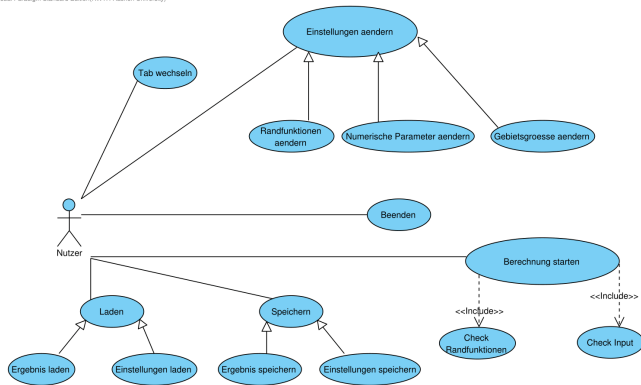 Einstellungen aendern
Tab wechseln
Randfunktionen
aendern
Numerische Parameter aendern
Gebietsgroesse aendern
Beenden
Nutzer
Berechnung starten
<<Include>>
<<Include>>
Laden
Speichern
Check
Randfunktionen
Check Input
Ergebnis laden
Einstellungen laden
Ergebnis speichern
Einstellungen speichern